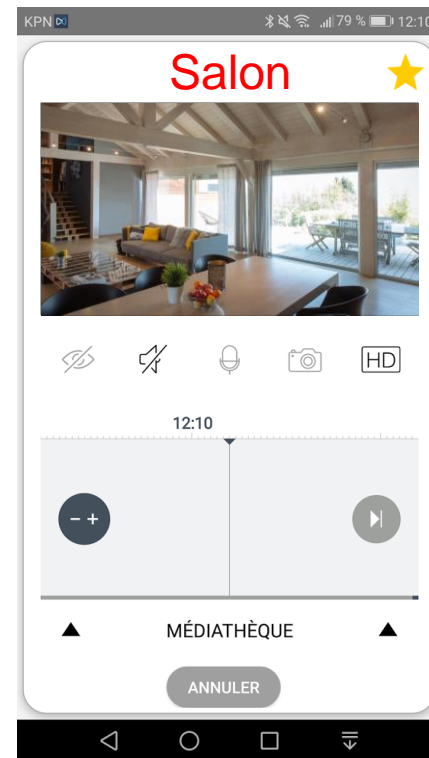 KPN 79 % 12:10
Salon
HD
12:10
- +
MÉDIATHÈQUE
ANNULER